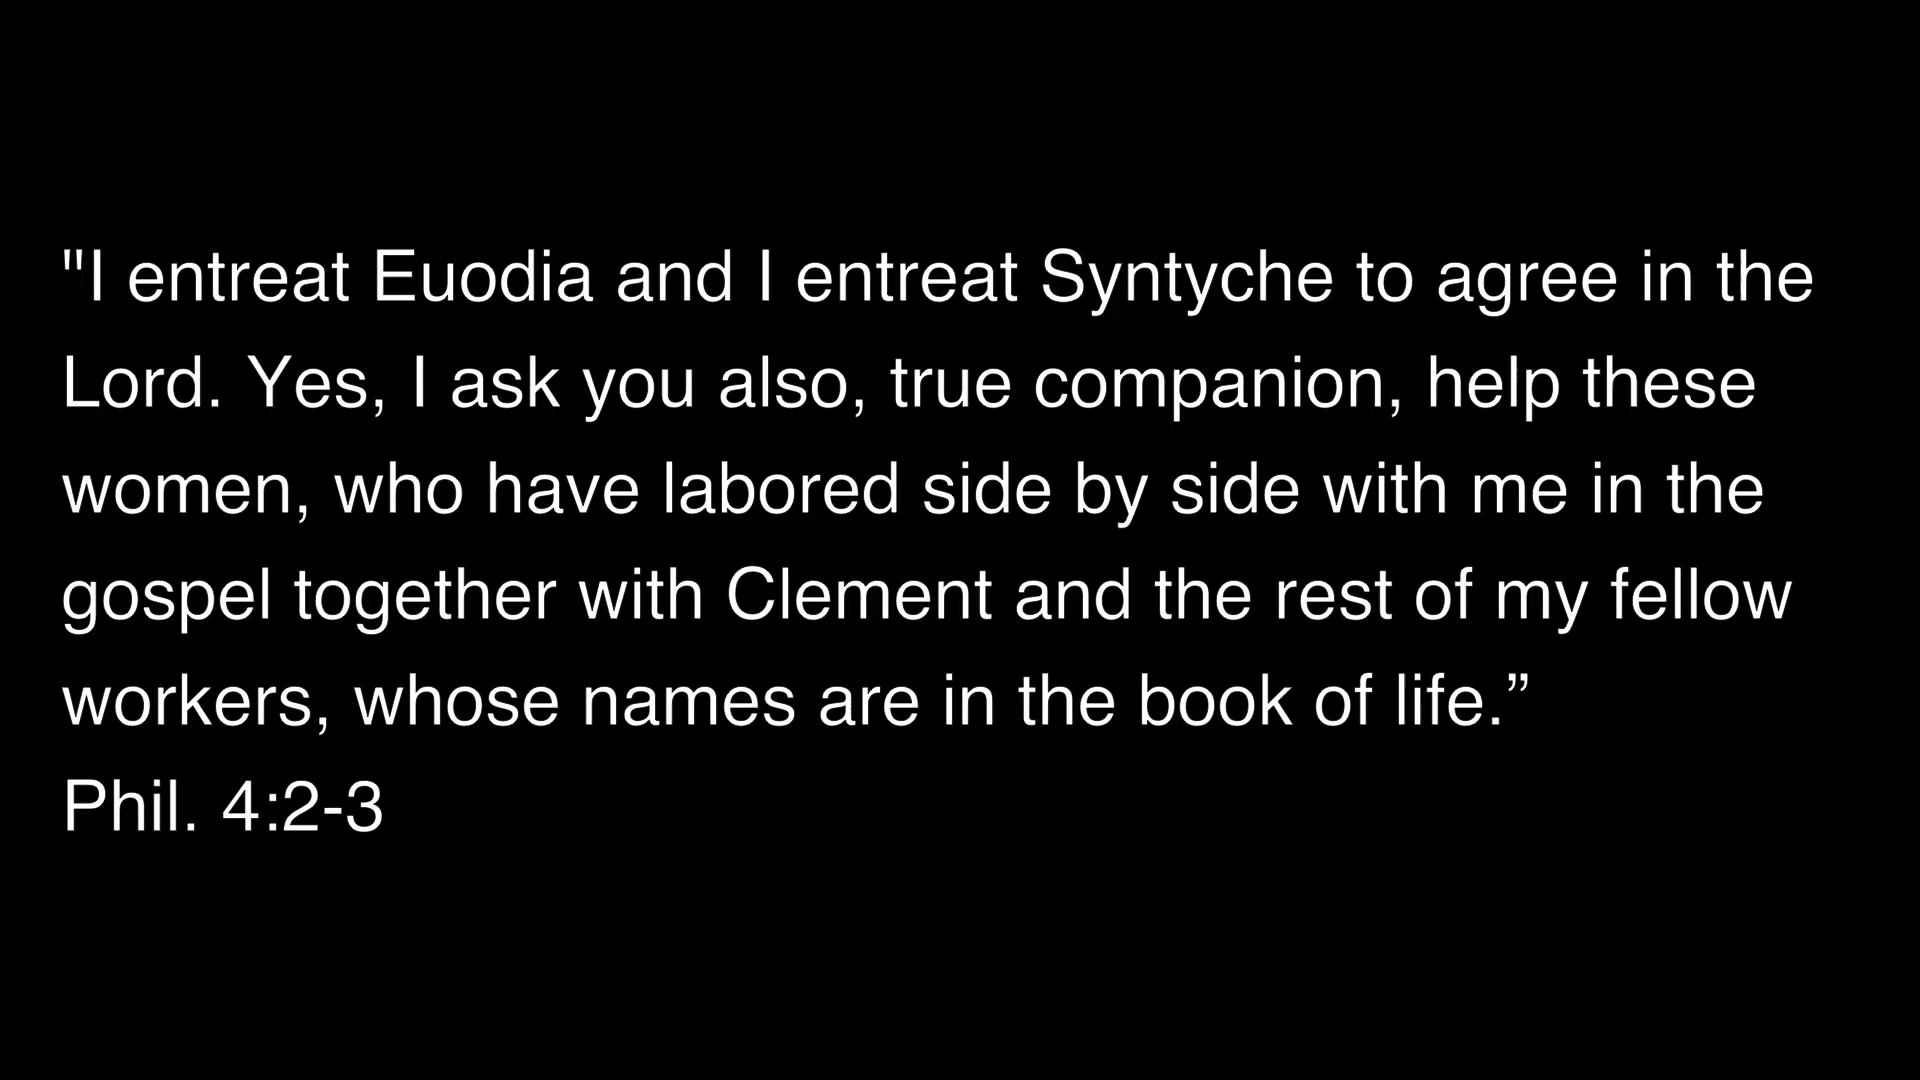 "I entreat Euodia and I entreat Syntyche to agree in the
Lord. Yes, I ask you also, true companion, help these
women, who have labored side by side with me in the
gospel together with Clement and the rest of my fellow
workers, whose names are in the book of life.”
Phil. 4:2-3